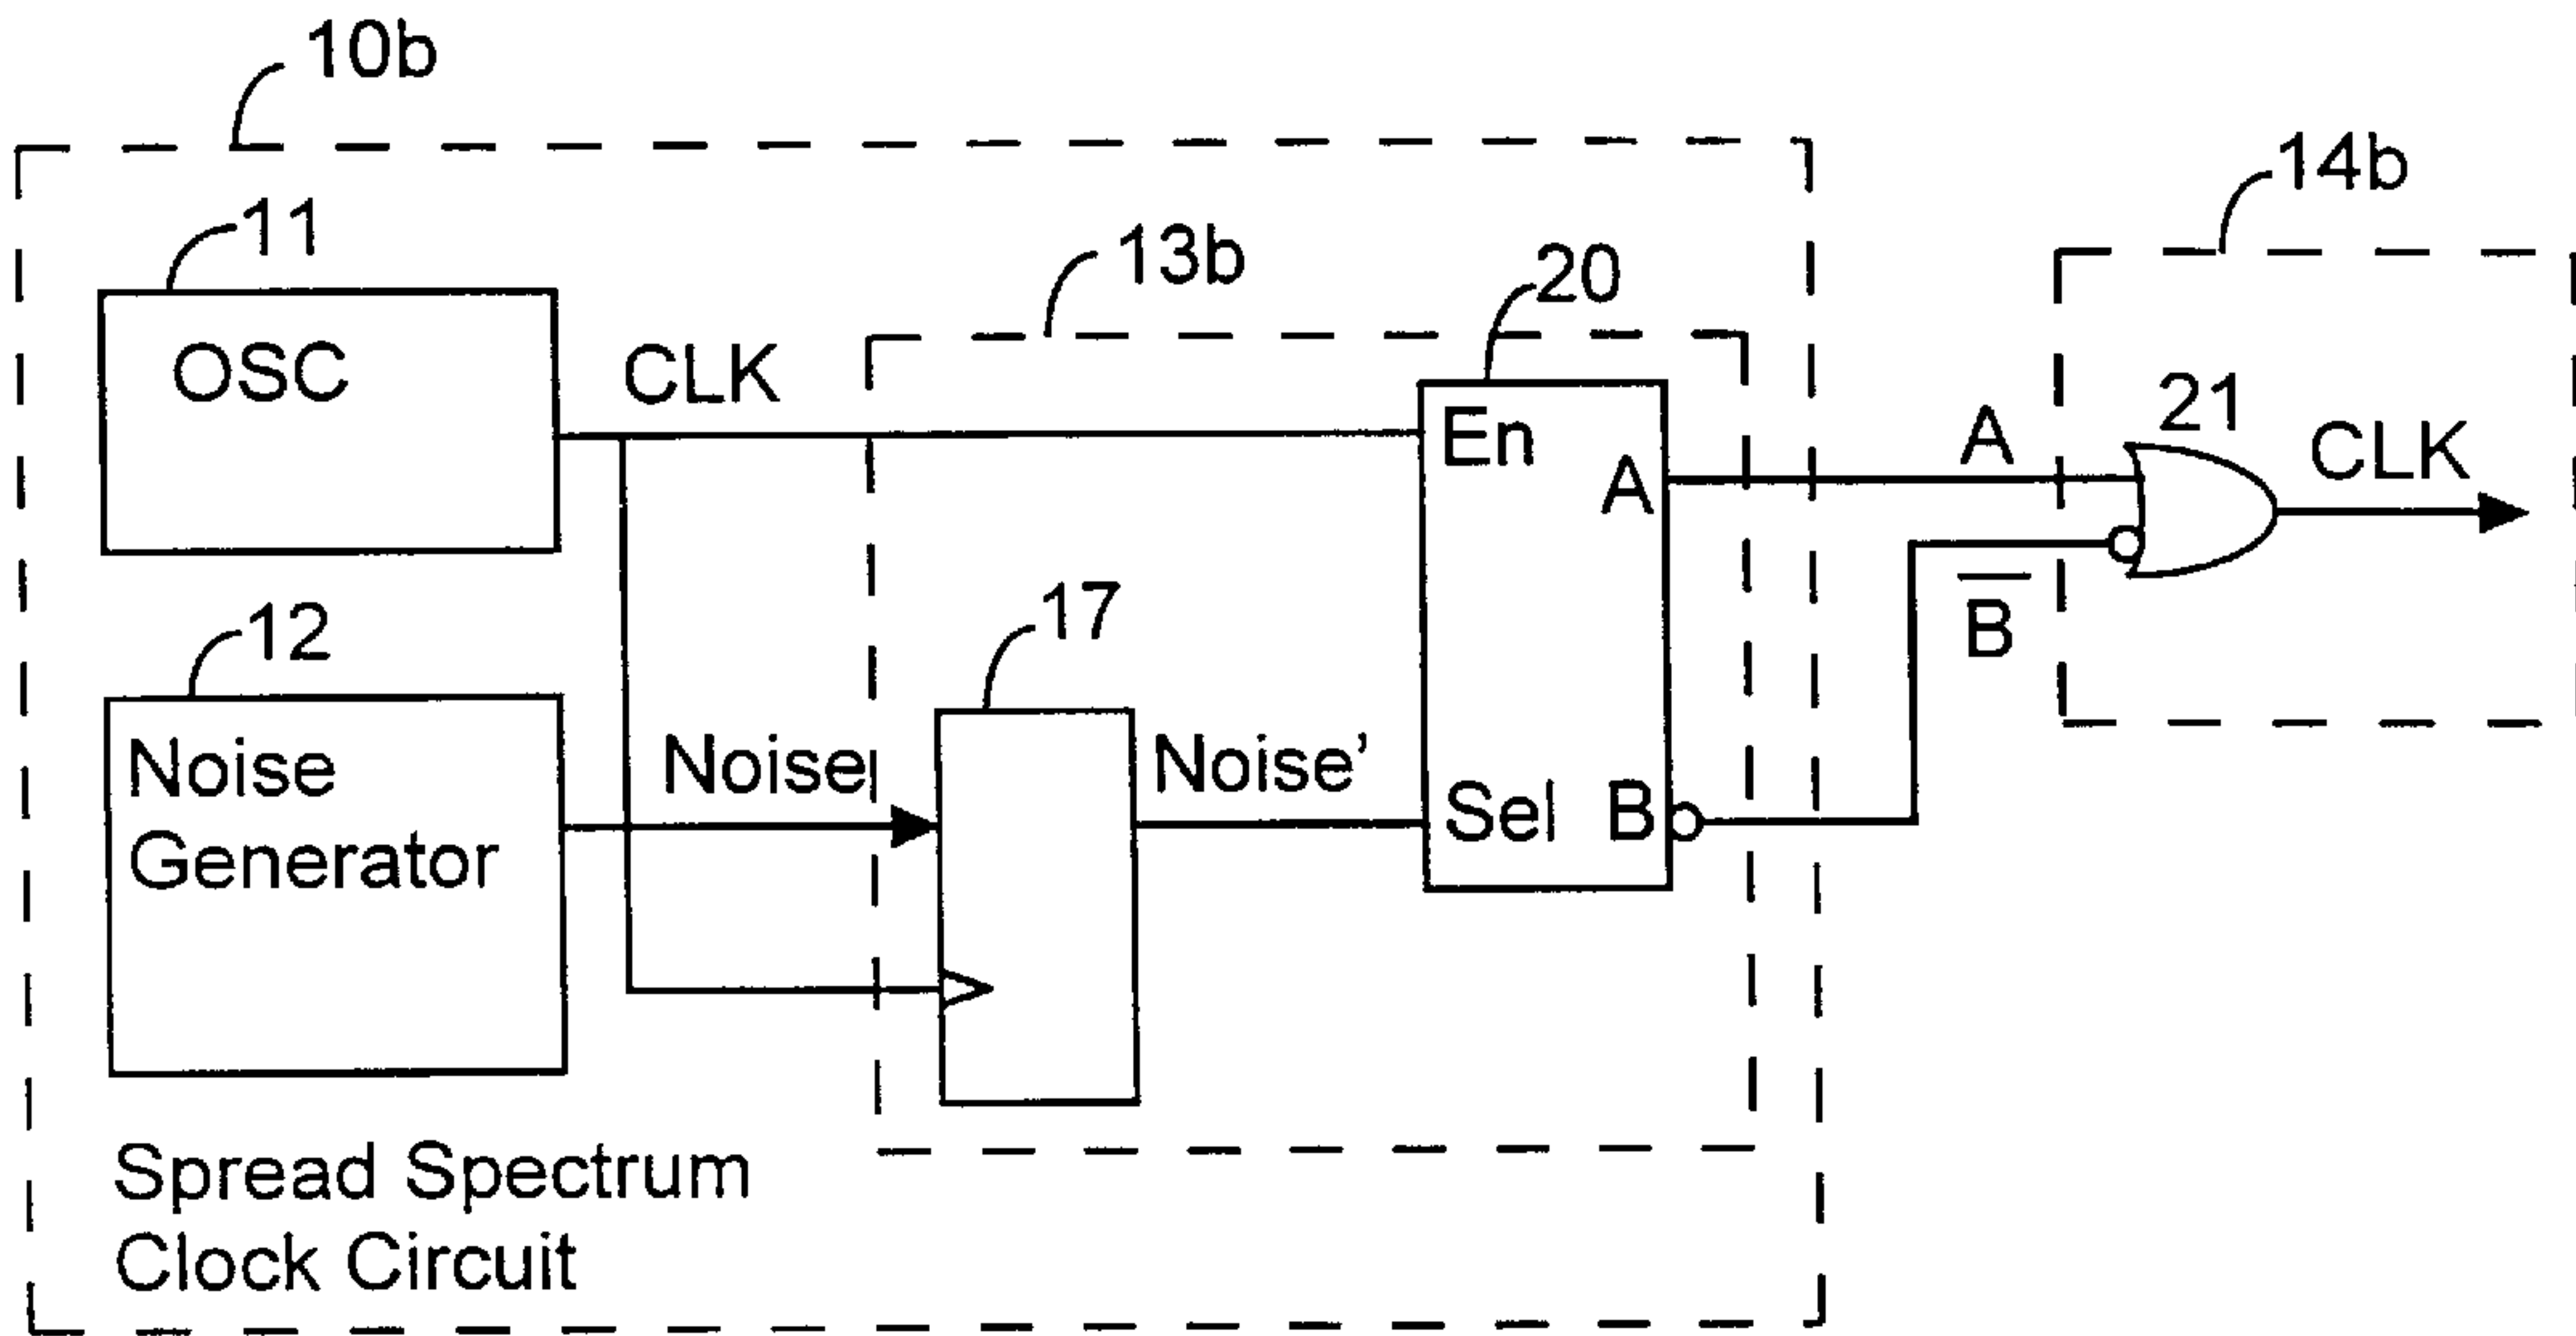 10b
14b
11
13b
20
OSC
CLK
En
A
A
21
CLK
B
12
17
Noise
Generator
Noise
Noise’
Sel
B
Spread Spectrum
Clock Circuit